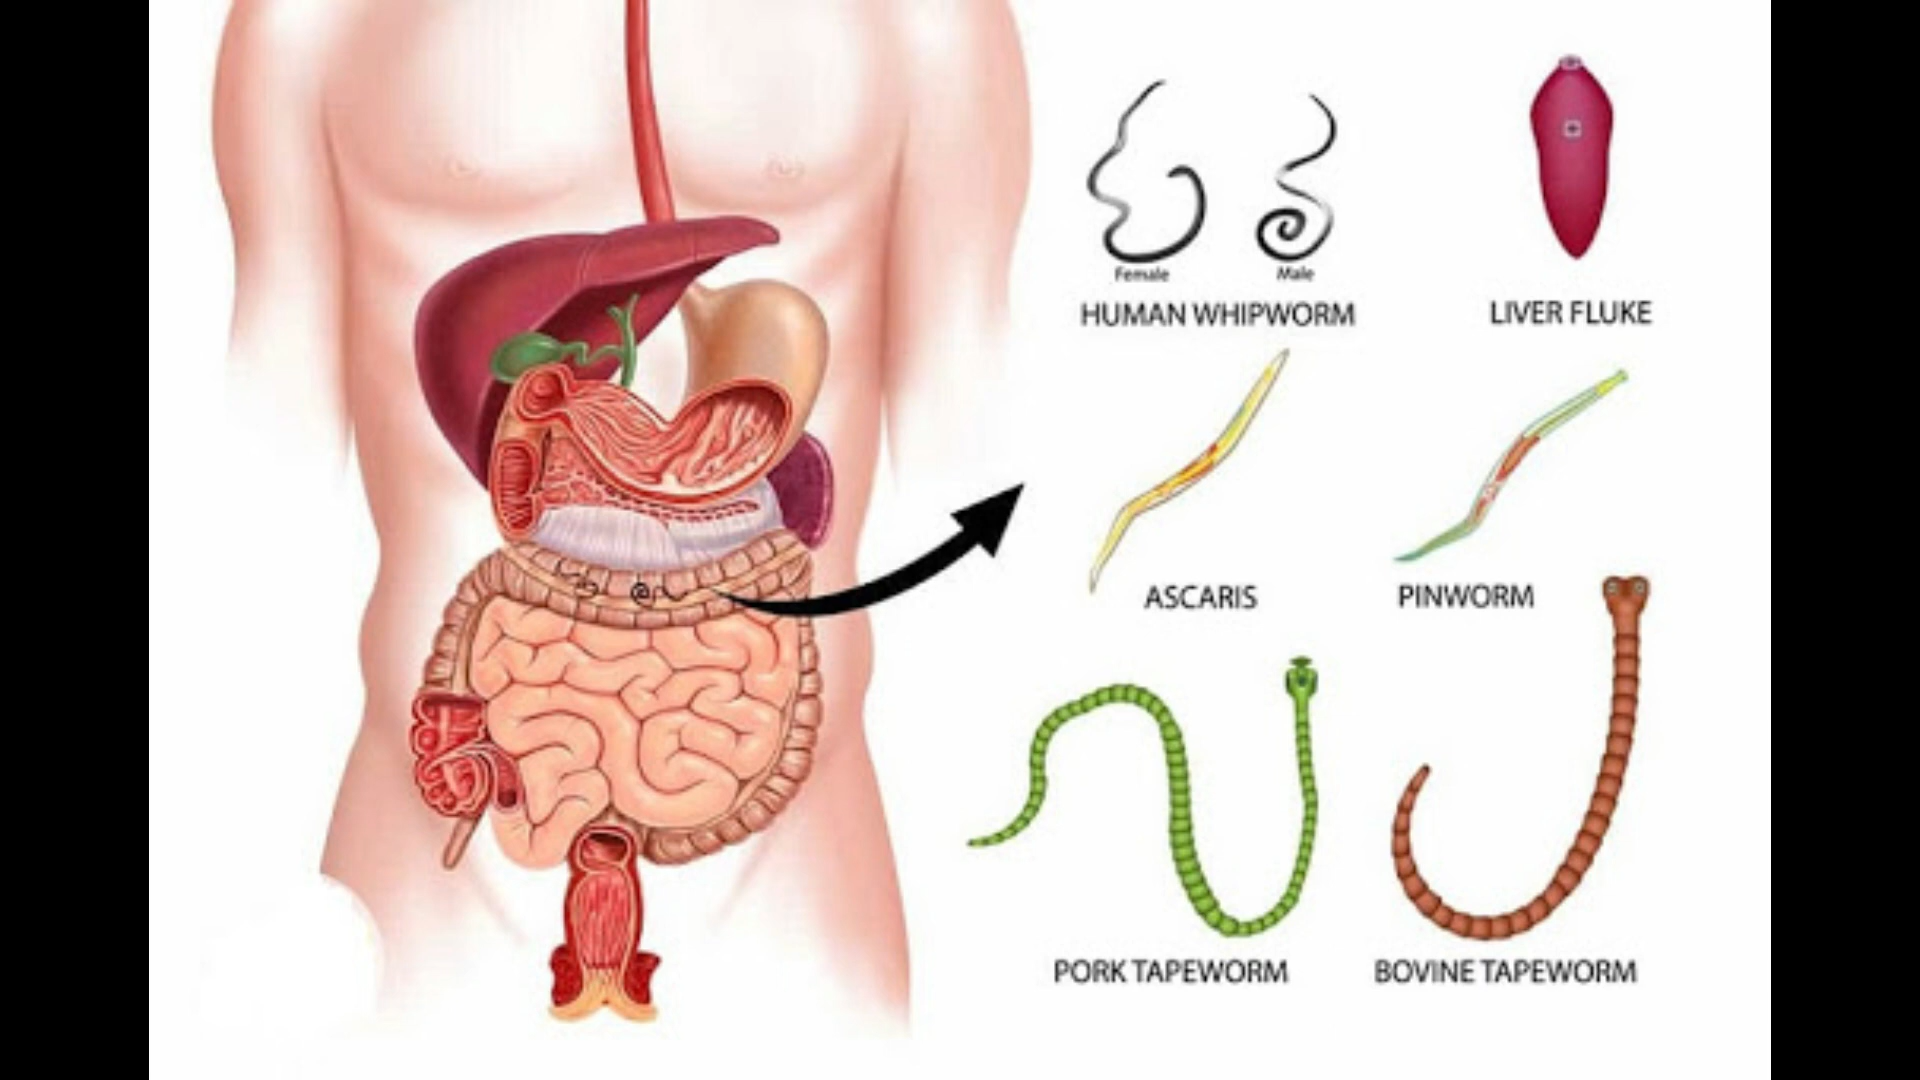 Female
Male
HUMAN WHIPWORM
LIVER FLUKE
ASCARIS
PINWORM
PORK TAPEWORM
BOVINE TAPEWORM